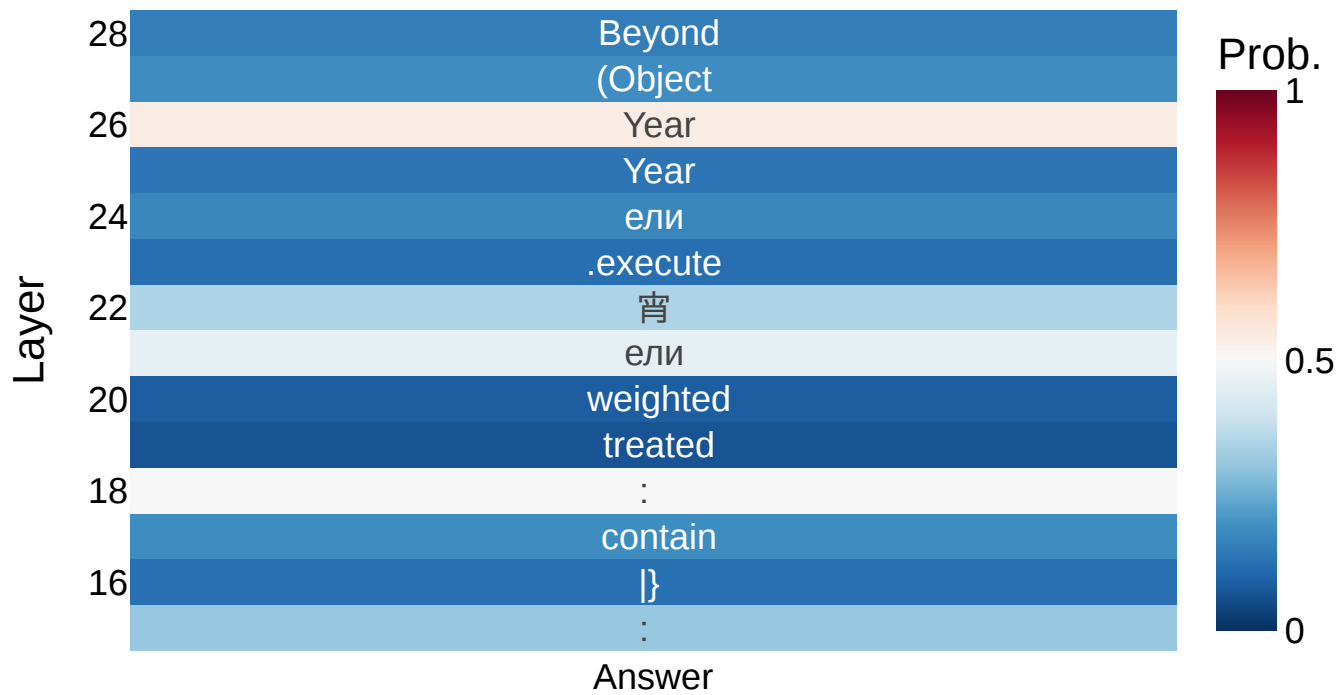 28 Beyond
(Object
26 Year
Year
24 ели
.execute
22 宵
ели
20 weighted
treated
18 :
contain
16 |}
:
Answer
Layer
Prob.
1
0.5
0